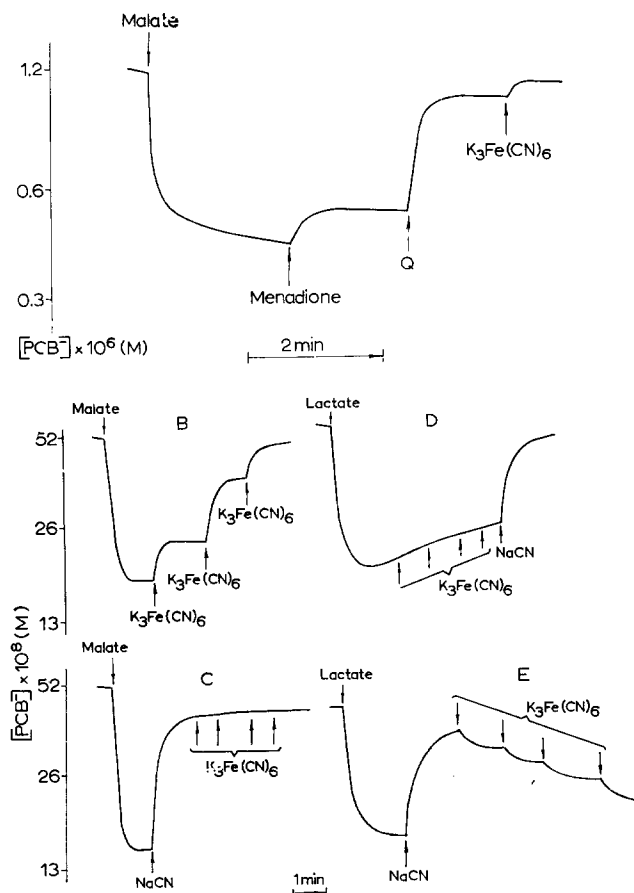 Malate
1.2
K₃Fe(CN)₆
0.6
Q
Menadione
0.3
[PCB⁻] × 10⁶ (M)
2 min
Malate
B
Lactate
D
52
K₃Fe(CN)₆
26
K₃Fe(CN)₆
NaCN
K₃Fe(CN)₆
K₃Fe(CN)₆
13
[PCB⁻] × 10⁸ (M)
Malate
C
Lactate
E
K₃Fe(CN)₆
52
26
K₃Fe(CN)₆
13
NaCN
1min
NaCN